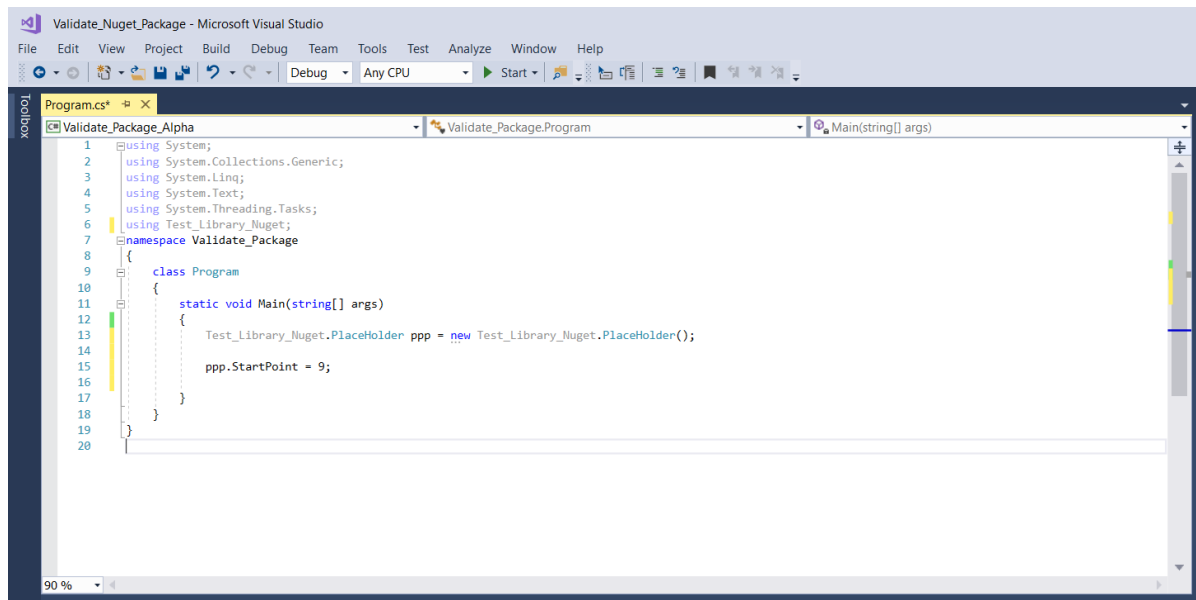 Validate_Nuget_Package - Microsoft Visual Studio
File Edit View Project Build Debug Team Tools Test Analyze Window Help
Debug Any CPU Start
Toolbox
Program.cs*
Validate_Package_Alpha Validate_Package.Program Main(string[] args)
1 using System;
2 using System.Collections.Generic;
3 using System.Linq;
4 using System.Text;
5 using System.Threading.Tasks;
6 using Test_Library_Nuget;
7 namespace Validate_Package
8 {
9 class Program
10 {
11 static void Main(string[] args)
12 {
13 Test_Library_Nuget.PlaceHolder ppp = new Test_Library_Nuget.PlaceHolder();
14
15 ppp.StartPoint = 9;
16
17 }
18 }
19 }
20
90 %